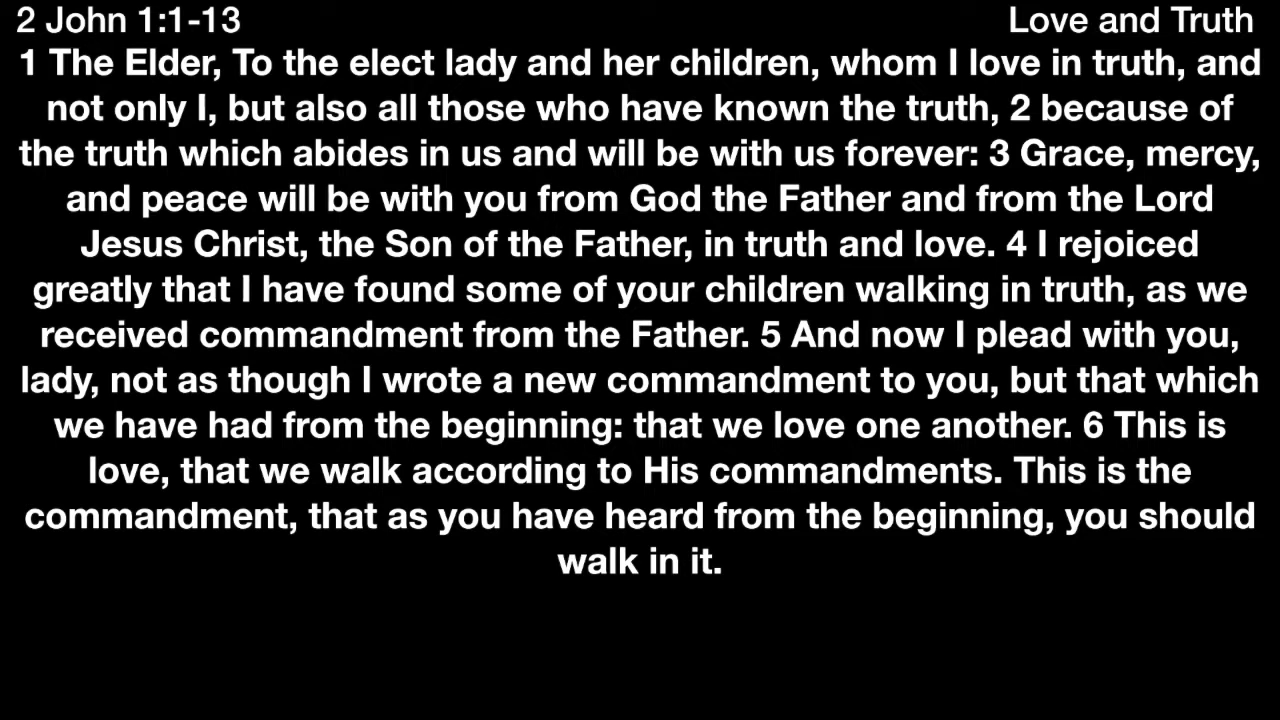 2 John 1:1-13 Love and Truth
1 The Elder, To the elect lady and her children, whom I love in truth, and
not only I, but also all those who have known the truth, 2 because of
the truth which abides in us and will be with us forever: 3 Grace, mercy,
and peace will be with you from God the Father and from the Lord
Jesus Christ, the Son of the Father, in truth and love. 4 I rejoiced
greatly that I have found some of your children walking in truth, as we
received commandment from the Father. 5 And now I plead with you,
lady, not as though I wrote a new commandment to you, but that which
we have had from the beginning: that we love one another. 6 This is
love, that we walk according to His commandments. This is the
commandment, that as you have heard from the beginning, you should
walk in it.